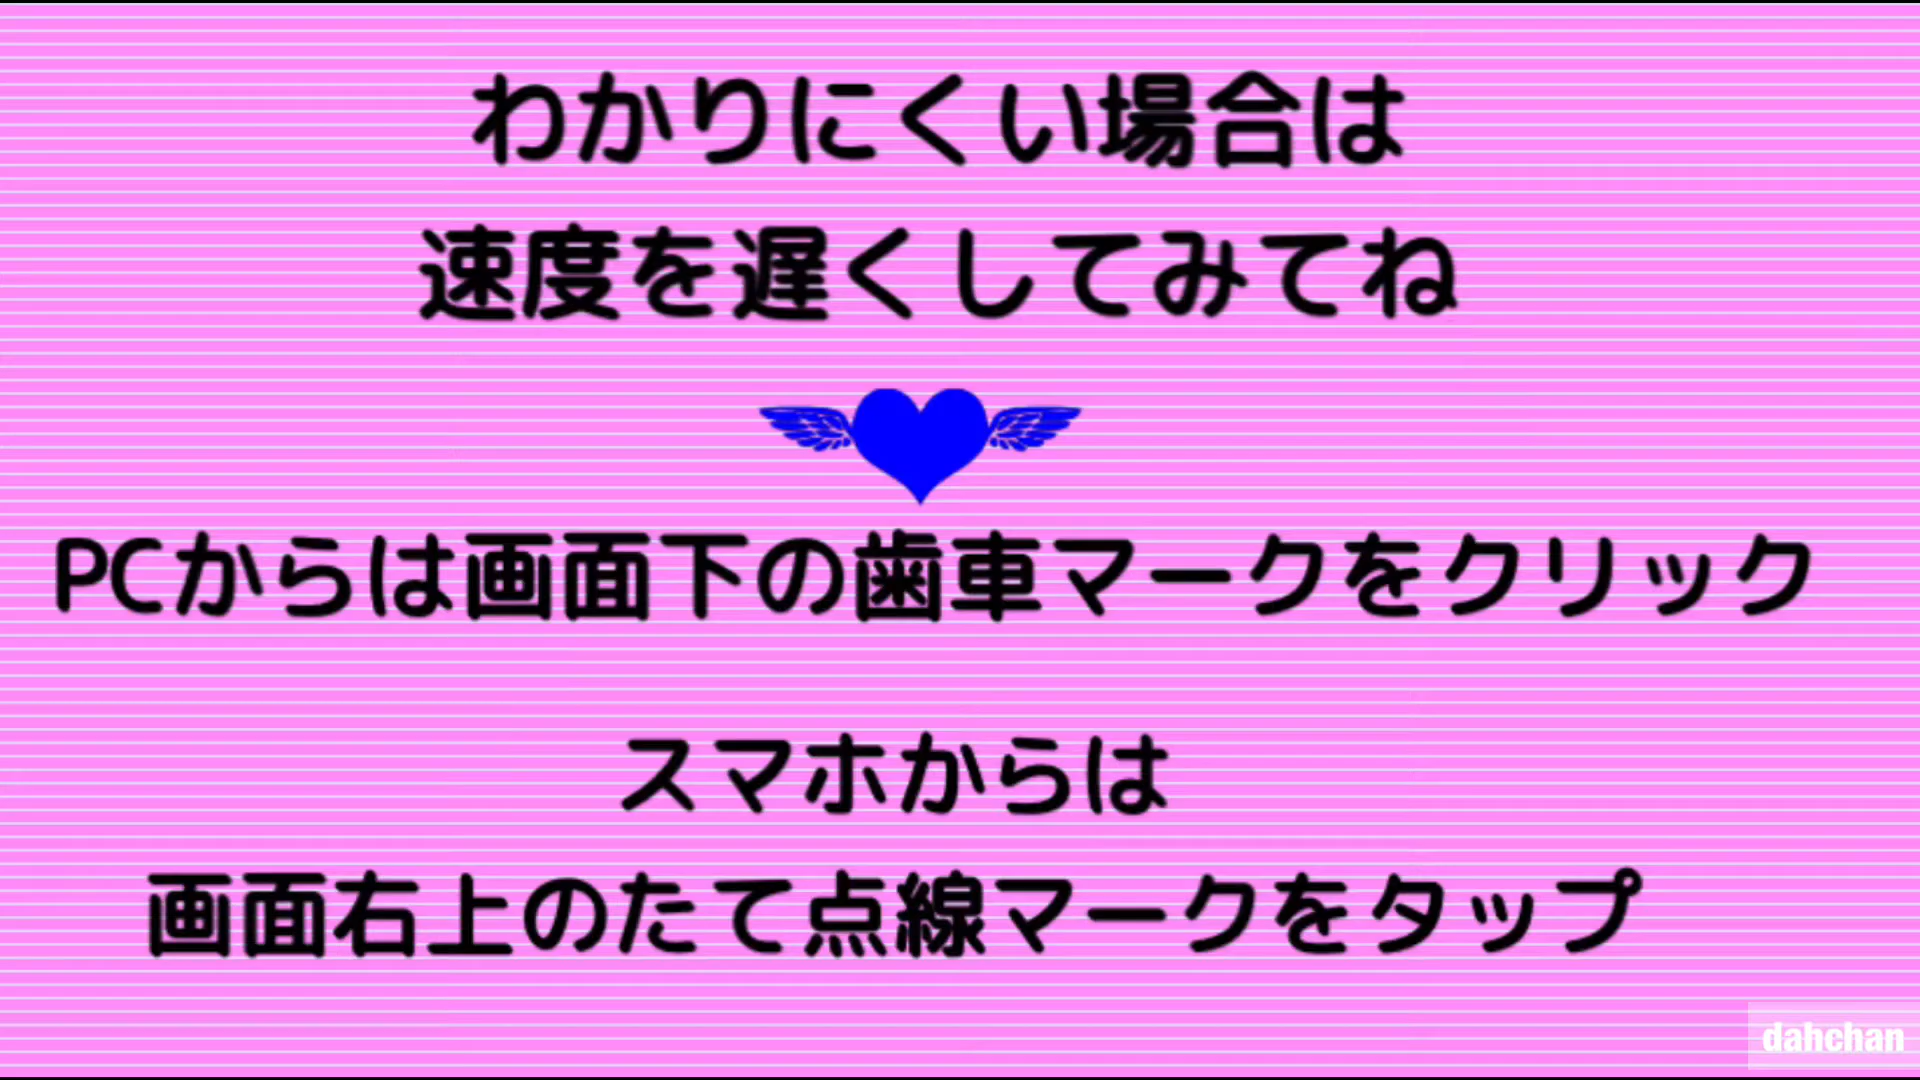 わかりにくい場合は
速度を遅くしてみてね
PCからは画面下の歯車マークをクリック
スマホからは
画面右上のたて点線マークをタップ
dahchan